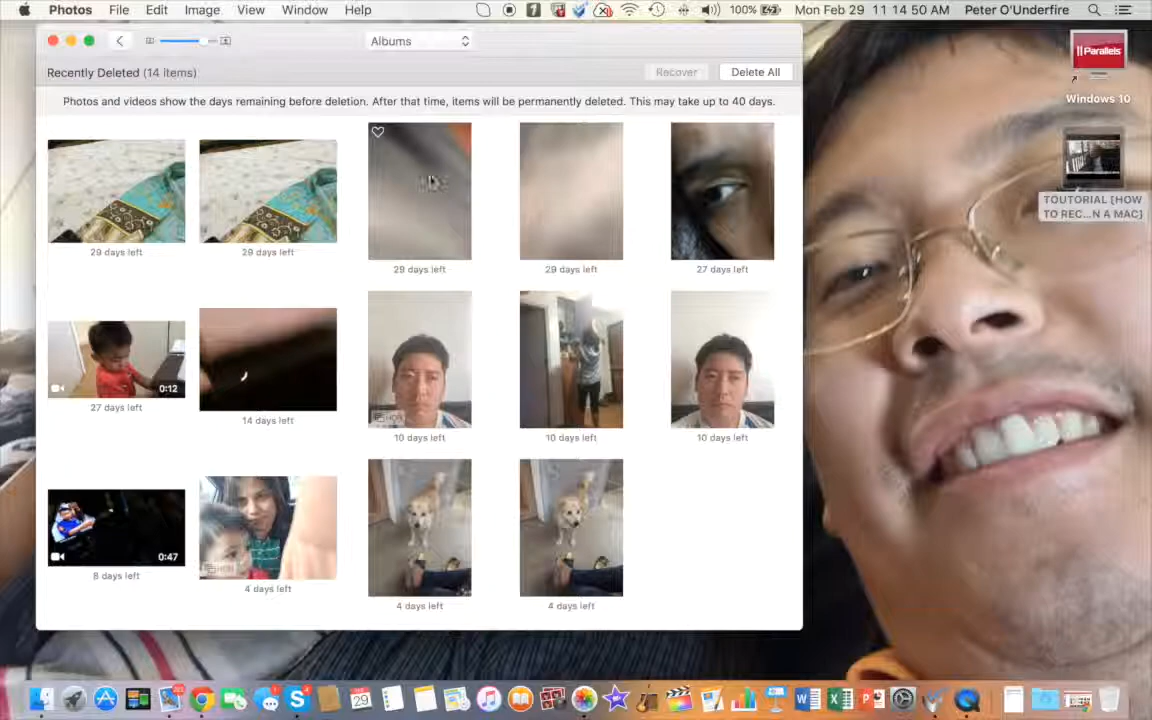 Photos File Edit Image View Window Help 100% Mon Feb 29 11 14 50 AM Peter O'Underfire
Albums
Recently Deleted (14 items) Recover Delete All
Photos and videos show the days remaining before deletion. After that time, items will be permanently deleted. This may take up to 40 days.
29 days left 29 days left 29 days left 29 days left 27 days left
0:12
27 days left 14 days left 10 days left 10 days left 10 days left
0:47
8 days left 4 days left 4 days left 4 days left
Parallels
Windows 10
TOUTORIAL [HOW
TO REC...N A MAC]
29